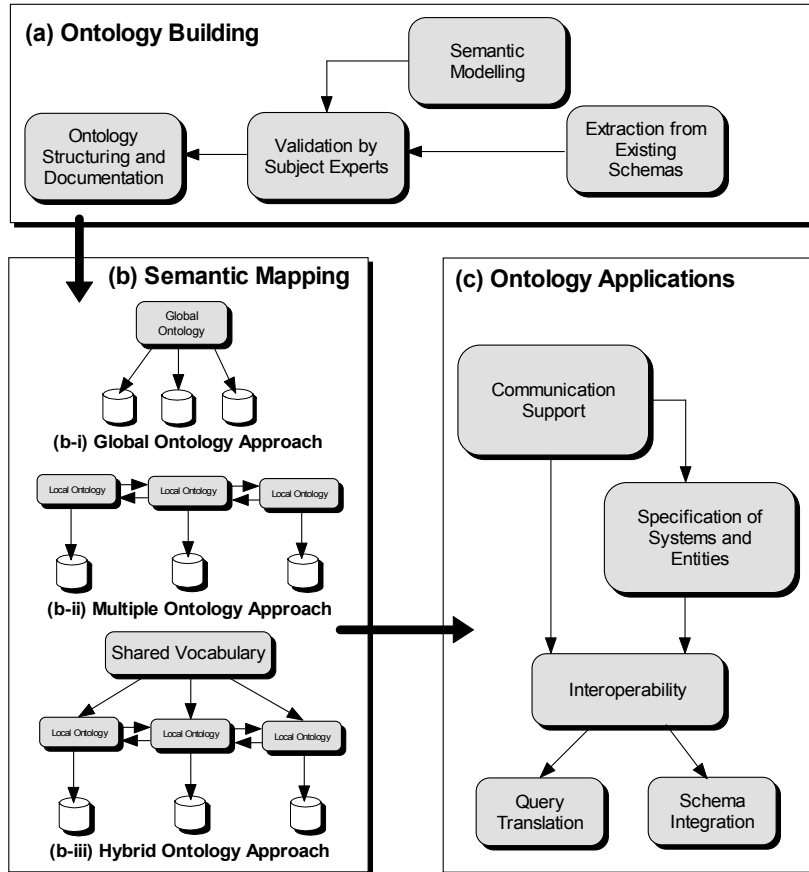 (a) Ontology Building
Semantic
Modelling
Ontology
Structuring and
Documentation
Validation by
Subject Experts
Extraction from
Existing
Schemas
(b) Semantic Mapping
Global
Ontology
(b-i) Global Ontology Approach
Local Ontology
Local Ontology
Local Ontology
(b-ii) Multiple Ontology Approach
Shared Vocabulary
Local Ontology
Local Ontology
Local Ontology
(b-iii) Hybrid Ontology Approach
(c) Ontology Applications
Communication
Support
Specification of
Systems and
Entities
Interoperability
Query
Translation
Schema
Integration